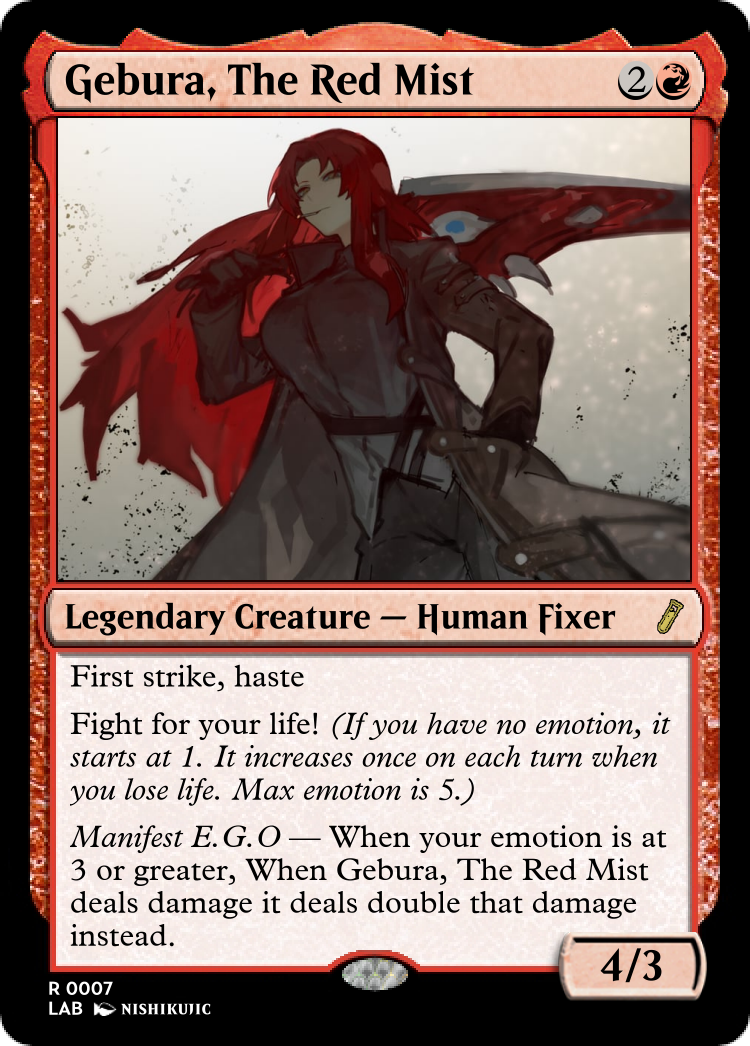 Gebura, The Red Mist
2
Legendary Creature — Human Fixer
First strike, haste
Fight for your life! (If you have no emotion, it
starts at 1. It increases once on each turn when
you lose life. Max emotion is 5.)
Manifest E.G.O — When your emotion is at
3 or greater, When Gebura, The Red Mist
deals damage it deals double that damage
instead.
4/3
R 0007
LAB NISHIKUJIC